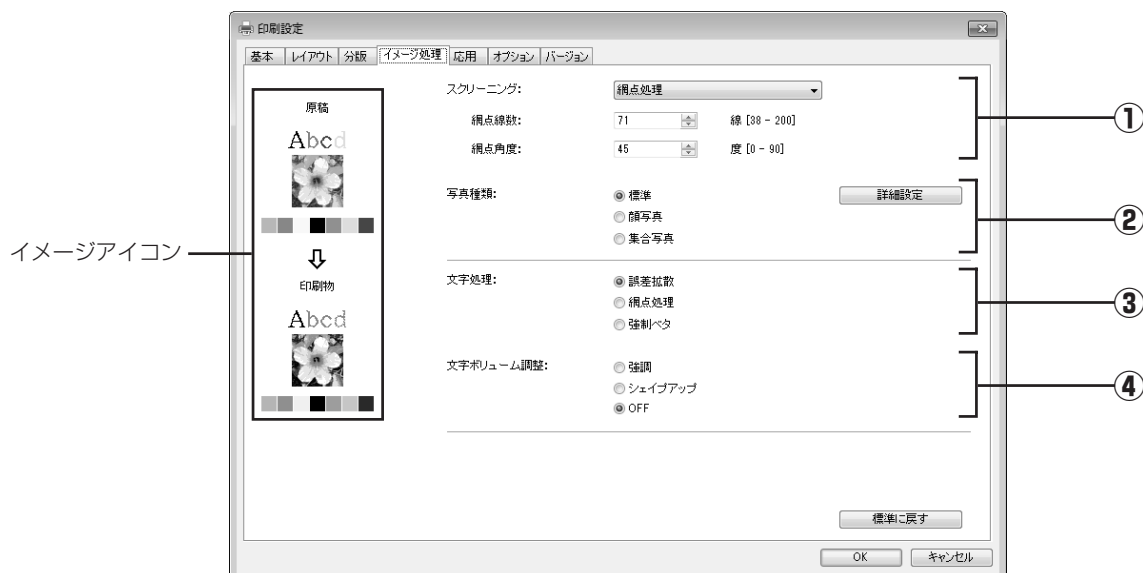 印刷設定
基本 レイアウト 分版 イメージ処理 応用 オプション バージョン
原稿
Abcd
イメージアイコン
印刷物
Abcd
スクリーニング: 網点処理
網点線数: 71 線 [38 - 200]
網点角度: 45 度 [0 - 90]
①
写真種類: 標準 詳細設定
顔写真
集合写真
②
文字処理: 誤差拡散
網点処理
強制ベタ
③
文字ボリューム調整: 強調
シェイプアップ
OFF
④
標準に戻す
OK キャンセル